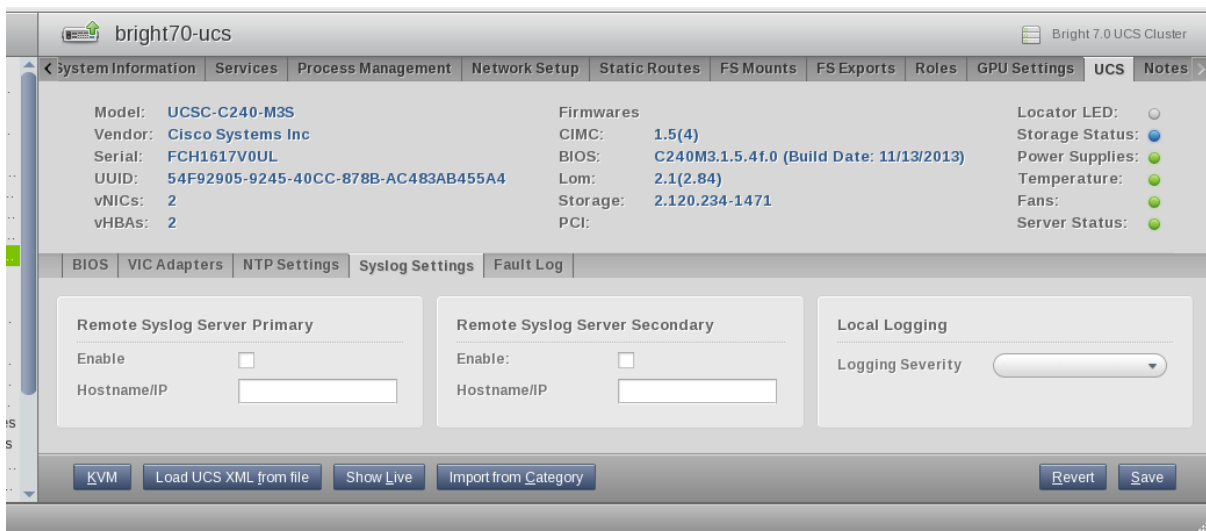 bright70-ucs
Bright 7.0 UCS Cluster
System Information Services Process Management Network Setup Static Routes FS Mounts FS Exports Roles GPU Settings UCS Notes
Model: UCSC-C240-M3S
Vendor: Cisco Systems Inc
Serial: FCH1617V0UL
UUID: 54F92905-9245-40CC-878B-AC483AB455A4
vNICs: 2
vHBAs: 2
Firmwares
CIMC: 1.5(4)
BIOS: C240M3.1.5.4f.0 (Build Date: 11/13/2013)
Lom: 2.1(2.84)
Storage: 2.120.234-1471
PCI:
Locator LED:
Storage Status:
Power Supplies:
Temperature:
Fans:
Server Status:
BIOS VIC Adapters NTP Settings Syslog Settings Fault Log
Remote Syslog Server Primary
Enable
Hostname/IP
Remote Syslog Server Secondary
Enable:
Hostname/IP
Local Logging
Logging Severity
KVM Load UCS XML from file Show Live Import from Category Revert Save